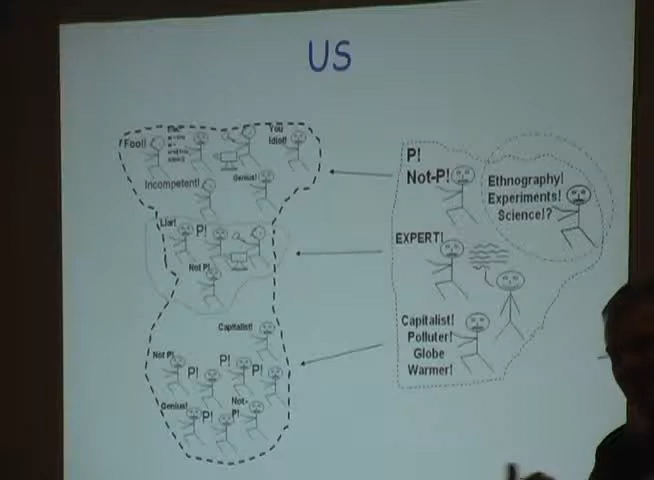 US
Fool!
You
Idiot!
Incompetent!
Genius!
Liar!
P!
Not P!
Capitalist!
Not P!
P!
P!
P!
Genius!
P!
Not-
P!
P!
Not-P!
Ethnography!
Experiments!
Science!?
EXPERT!
Capitalist!
Polluter!
Globe
Warmer!